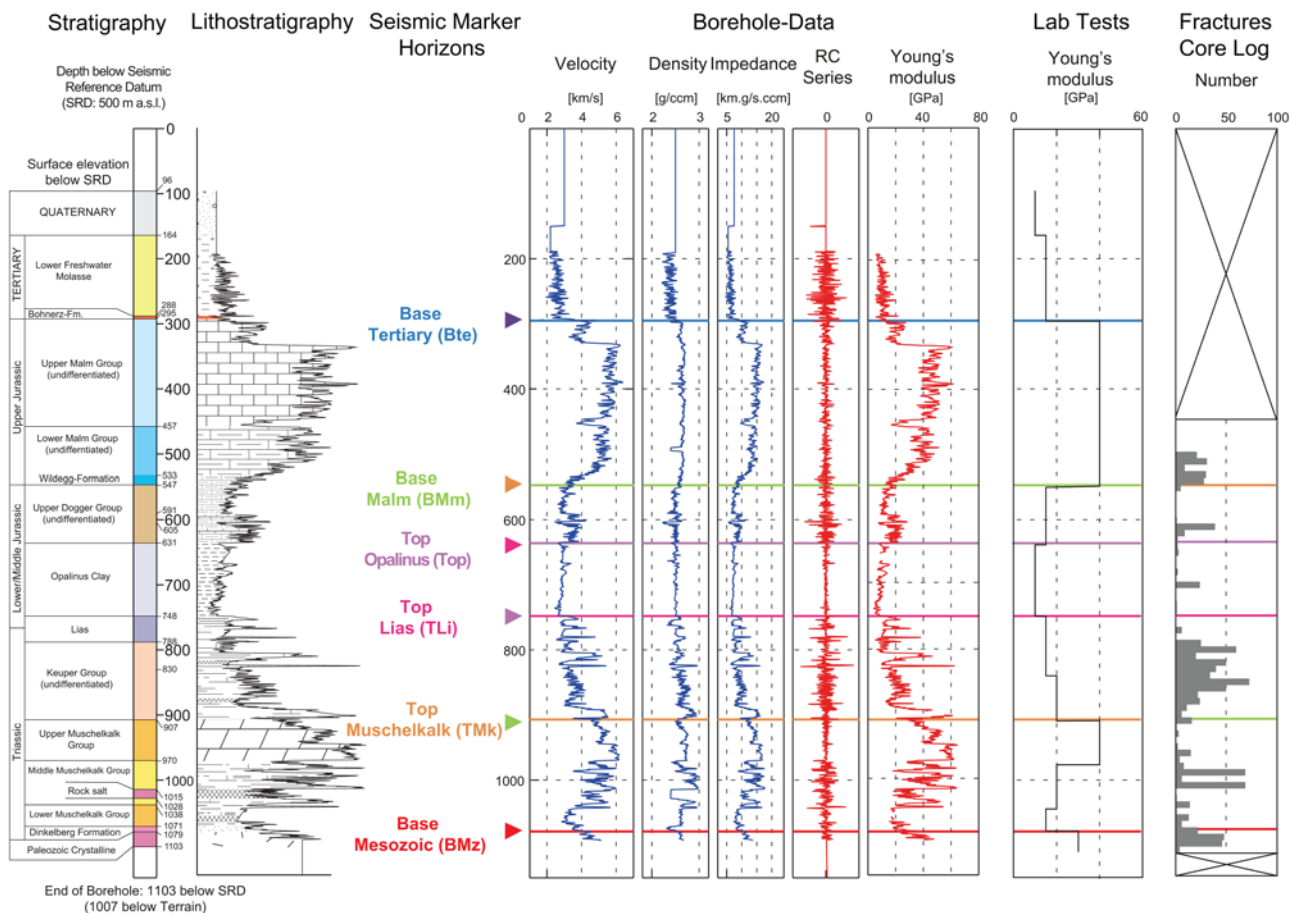 Stratigraphy
Lithostratigraphy
Seismic Marker
Horizons
Borehole-Data
Lab Tests
Fractures
Core Log
Depth below Seismic
Reference Datum
(SRD: 500 m a.s.l.)
Velocity
[km/s]
0 2 4 6
Density
[g/ccm]
2 3
Impedance
[km.g/s.ccm]
5 10 20
RC
Series
0
Young's
modulus
[GPa]
0 40 80
Young's
modulus
[GPa]
0 60
Number
0 100
0
100
200
300
400
500
600
700
800
900
1000
Surface elevation
below SRD
96
QUATERNARY
164
TERTIARY
Lower Freshwater
Molasse
288
295
Bohnerz-Fm.
Upper Jurassic
Upper Malm Group
(undifferentiated)
457
Lower Malm Group
(undiffferntiated)
533
Wildegg-Formation
547
Lower/Middle Jurassic
Upper Dogger Group
(undifferentiated)
591
605
631
Opalinus Clay
748
Lias
788
Triassic
Keuper Group
(undifferentiated)
830
907
Upper Muschelkalk
Group
970
Middle Muschelkalk Group
Rock salt
1015
1028
Lower Muschelkalk Group
1038
1071
Dinkelberg Formation
1079
Paleozoic Crystalline
1103
End of Borehole: 1103 below SRD
(1007 below Terrain)
Base
Tertiary (Bte)
Base
Malm (BMm)
Top
Opalinus (Top)
Top
Lias (TLi)
Top
Muschelkalk (TMk)
Base
Mesozoic (BMz)
200
400
600
800
1000